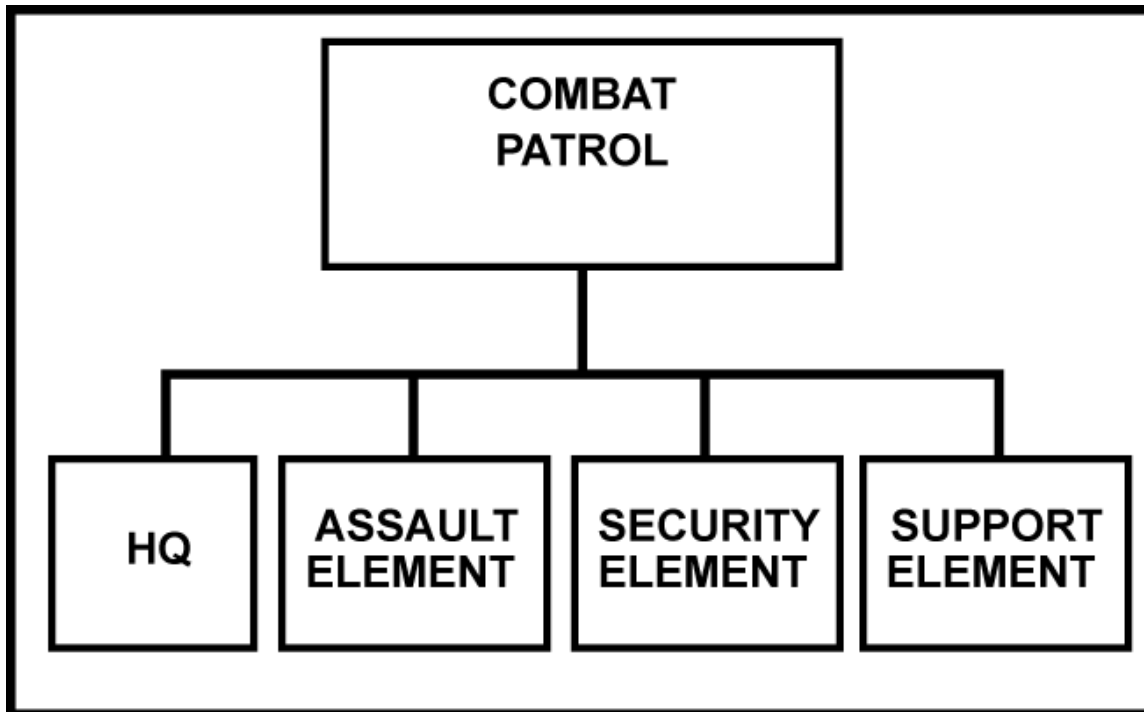 COMBAT
PATROL
HQ
ASSAULT
ELEMENT
SECURITY
ELEMENT
SUPPORT
ELEMENT